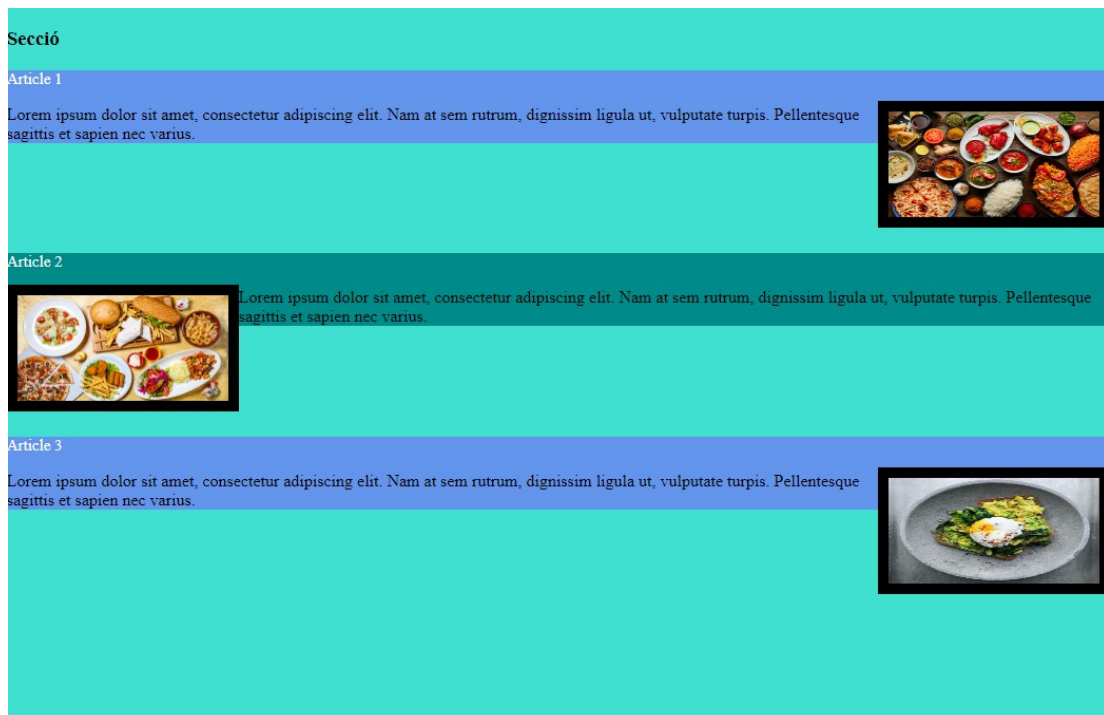 Secció
Article 1
Lorem ipsum dolor sit amet, consectetur adipiscing elit. Nam at sem rutrum, dignissim ligula ut, vulputate turpis. Pellentesque
sagittis et sapien nec varius.
Article 2
Lorem ipsum dolor sit amet, consectetur adipiscing elit. Nam at sem rutrum, dignissim ligula ut, vulputate turpis. Pellentesque
sagittis et sapien nec varius.
Article 3
Lorem ipsum dolor sit amet, consectetur adipiscing elit. Nam at sem rutrum, dignissim ligula ut, vulputate turpis. Pellentesque
sagittis et sapien nec varius.